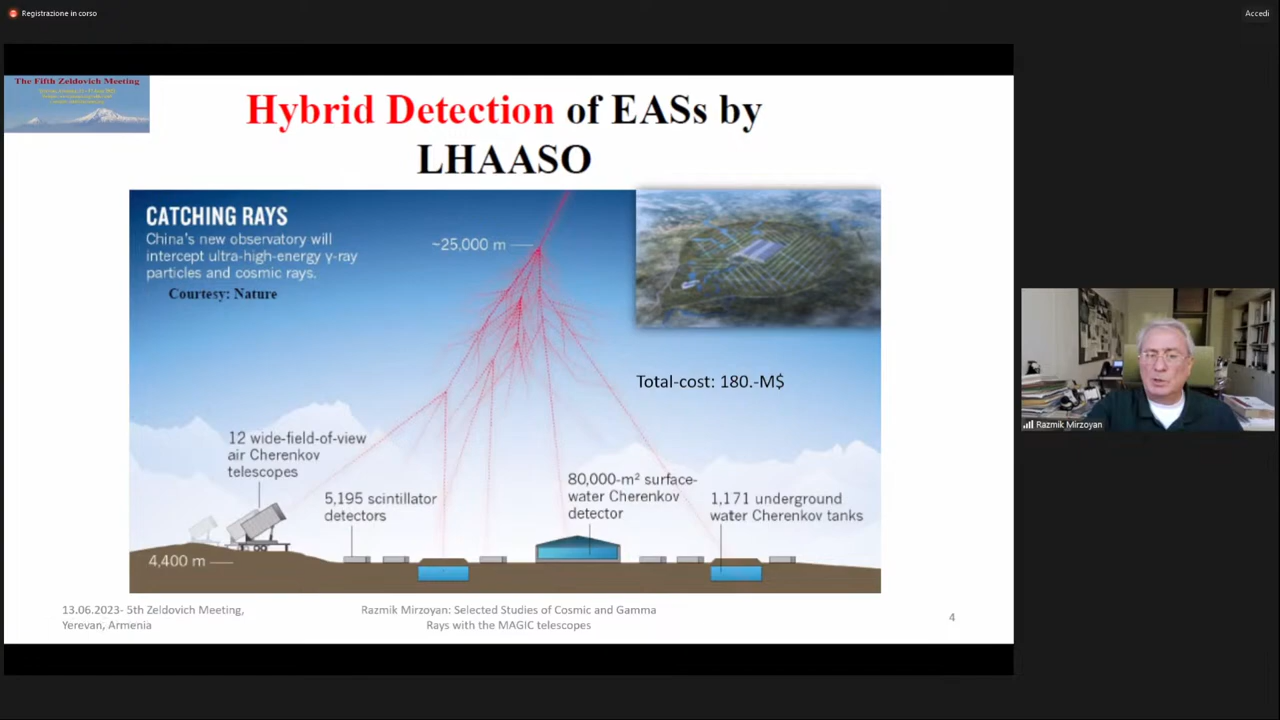 Registrazione in corso
Accedi
The Fifth Zeldovich Meeting
Hybrid Detection of EASs by
LHAASO
CATCHING RAYS
China's new observatory will
intercept ultra-high-energy γ-ray
particles and cosmic rays.
Courtesy: Nature
~25,000 m
Total-cost: 180.-M$
12 wide-field-of-view
air Cherenkov
telescopes
5,195 scintillator
detectors
80,000-m² surface-
water Cherenkov
detector
1,171 underground
water Cherenkov tanks
4,400 m
Razmik Mirzoyan
13.06.2023- 5th Zeldovich Meeting,
Yerevan, Armenia
Razmik Mirzoyan: Selected Studies of Cosmic and Gamma
Rays with the MAGIC telescopes
4